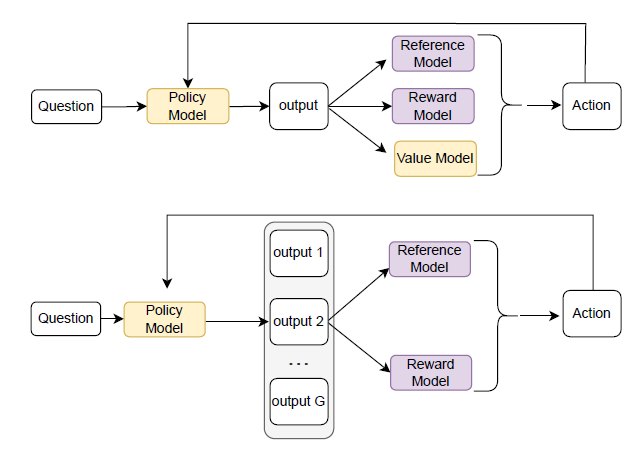 Reference
Model
Question
Policy
Model
output
Reward
Model
Action
Value Model
output 1
Reference
Model
Question
Policy
Model
output 2
Action
...
Reward
Model
output G